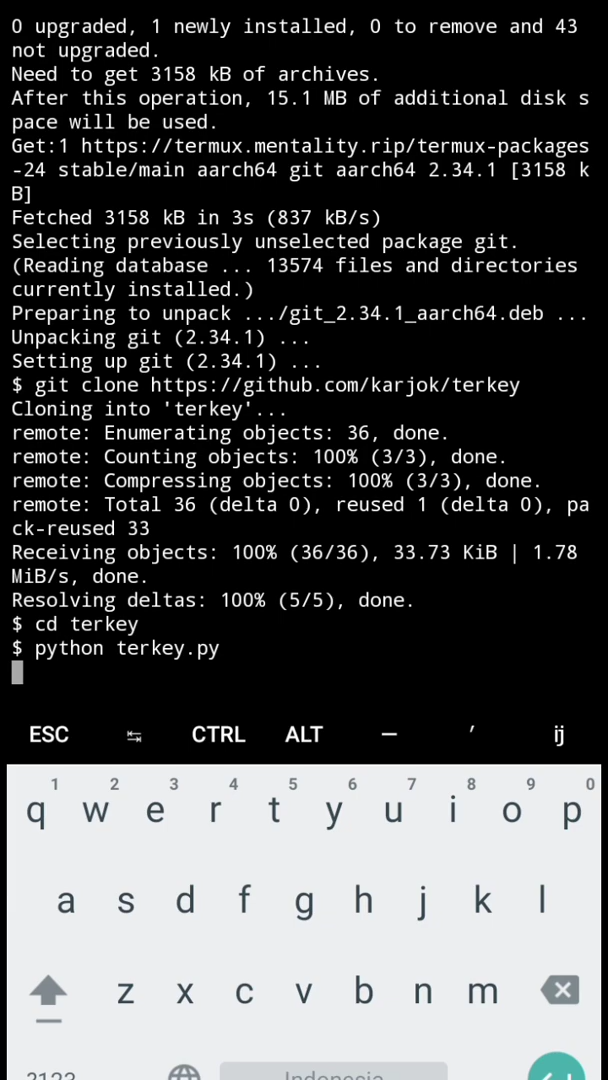 0 upgraded, 1 newly installed, 0 to remove and 43
not upgraded.
Need to get 3158 kB of archives.
After this operation, 15.1 MB of additional disk s
pace will be used.
Get:1 https://termux.mentality.rip/termux-packages
-24 stable/main aarch64 git aarch64 2.34.1 [3158 k
B]
Fetched 3158 kB in 3s (837 kB/s)
Selecting previously unselected package git.
(Reading database ... 13574 files and directories
currently installed.)
Preparing to unpack .../git_2.34.1_aarch64.deb ...
Unpacking git (2.34.1) ...
Setting up git (2.34.1) ...
$ git clone https://github.com/karjok/terkey
Cloning into 'terkey'...
remote: Enumerating objects: 36, done.
remote: Counting objects: 100% (3/3), done.
remote: Compressing objects: 100% (3/3), done.
remote: Total 36 (delta 0), reused 1 (delta 0), pa
ck-reused 33
Receiving objects: 100% (36/36), 33.73 KiB | 1.78
MiB/s, done.
Resolving deltas: 100% (5/5), done.
$ cd terkey
$ python terkey.py
ESC ↹ CTRL ALT — ′ ij
1 2 3 4 5 6 7 8 9 0
q w e r t y u i o p
a s d f g h j k l
z x c v b n m
Indonesia